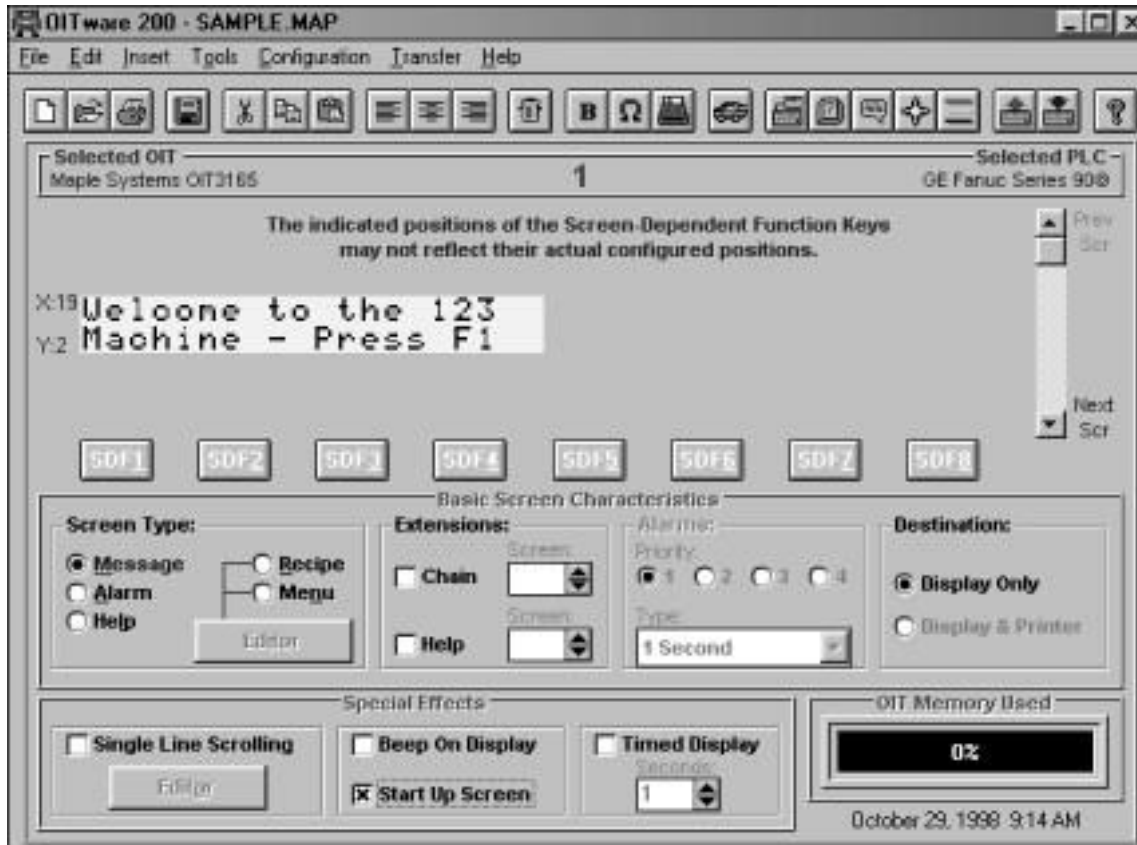 OITware 200 - SAMPLE.MAP
File Edit Insert Tools Configuration Transfer Help
B Ω ?
Selected OIT
Selected PLC
Maple Systems OIT3165
1
GE Fanuc Series 90®
The indicated positions of the Screen-Dependent Function Keys
may not reflect their actual configured positions.
Prev
Scr
X:19
Welcome to the 123
Y:2
Machine - Press F1
Next
Scr
SDF1 SDF2 SDF3 SDF4 SDF5 SDF6 SDF7 SDF8
Basic Screen Characteristics
Screen Type:
Message
Recipe
Alarm
Menu
Help
Editor
Extensions:
Screen:
Chain
Screen:
Help
Alarms:
Priority:
1 2 3 4
Type:
1 Second
Destination:
Display Only
Display & Printer
Special Effects
Single Line Scrolling
Editor
Beep On Display
Start Up Screen
Timed Display
Seconds:
1
OIT Memory Used
0%
October 29, 1998 9:14 AM